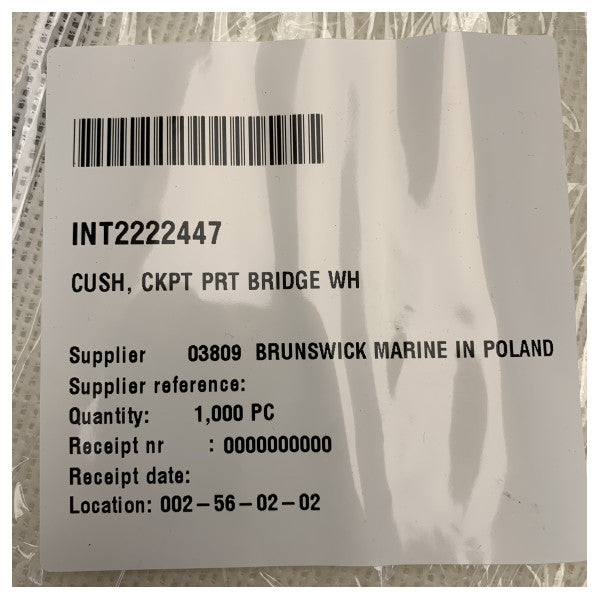 INT2222447
CUSH, CKPT PRT BRIDGE WH
Supplier 03809 BRUNSWICK MARINE IN POLAND
Supplier reference:
Quantity: 1,000 PC
Receipt nr : 0000000000
Receipt date:
Location: 002-56-02-02